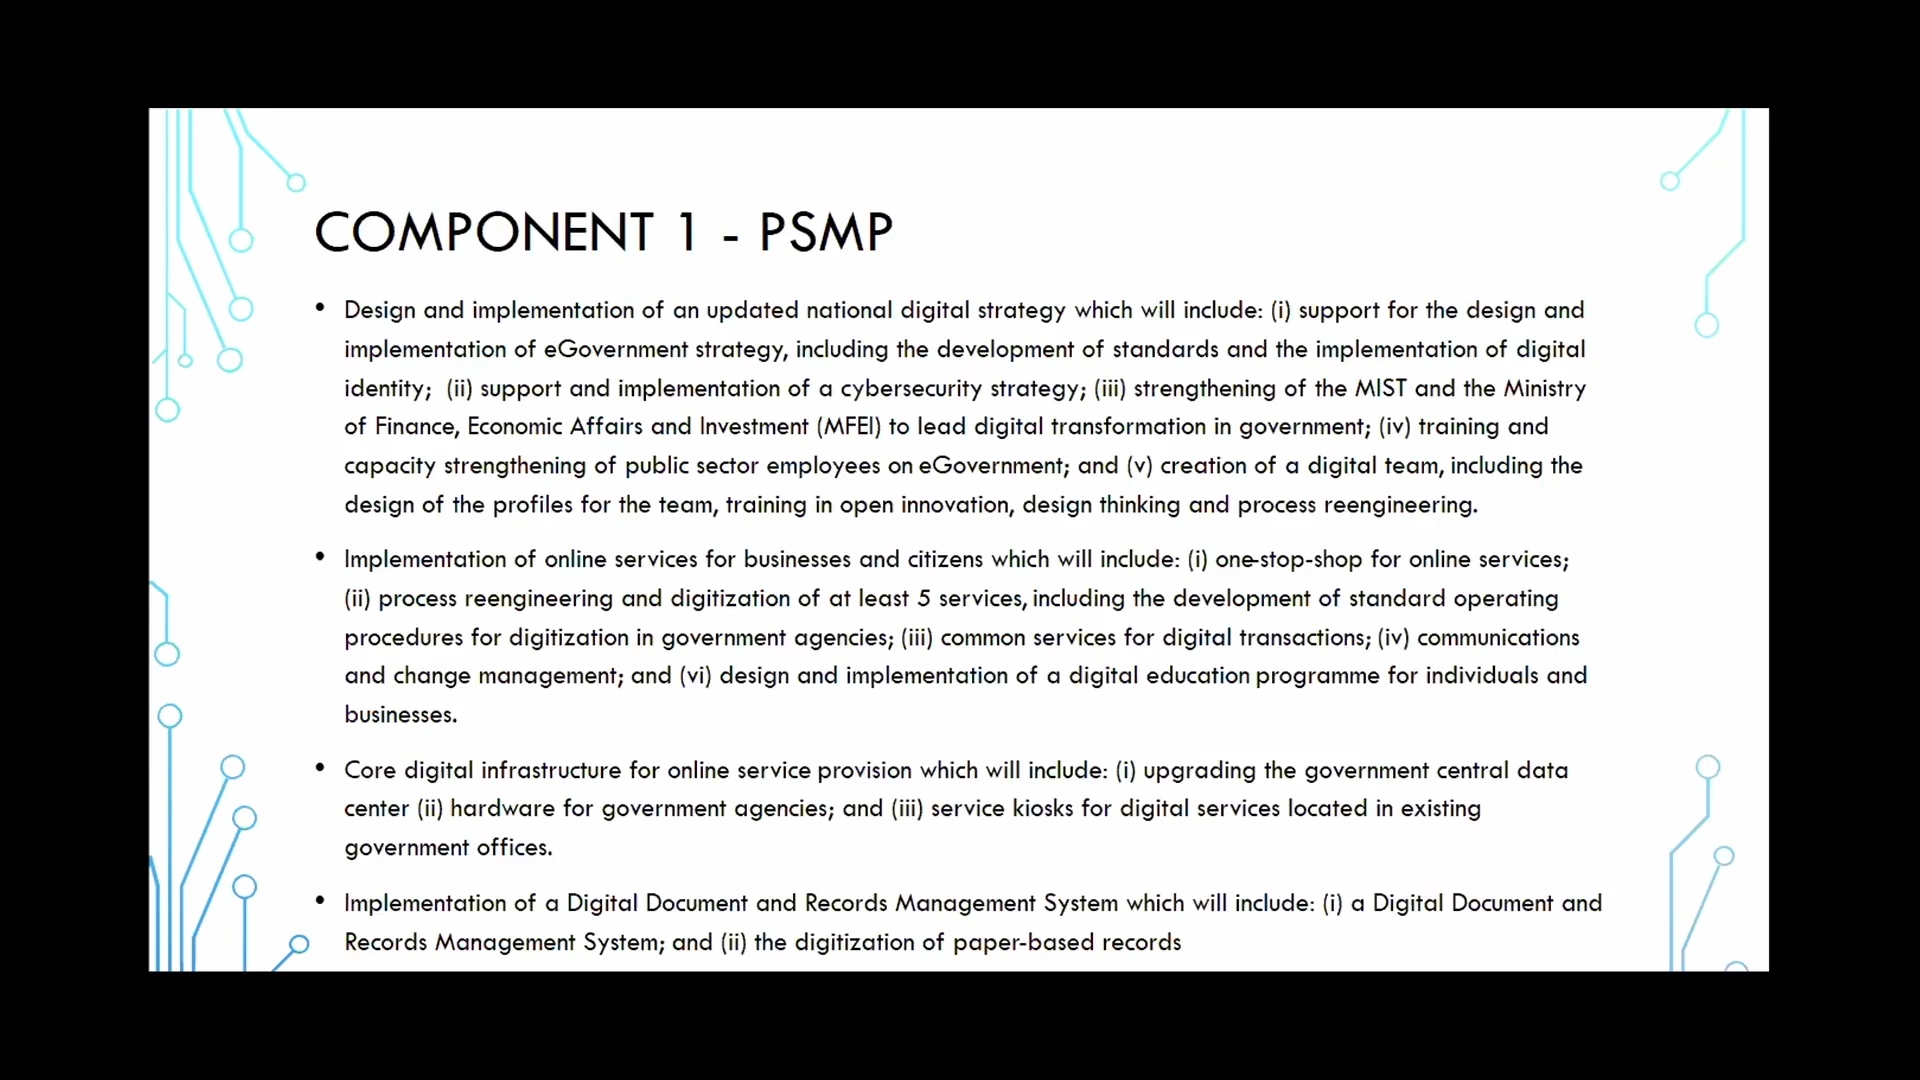 COMPONENT 1 - PSMP
• Design and implementation of an updated national digital strategy which will include: (i) support for the design and
implementation of eGovernment strategy, including the development of standards and the implementation of digital
identity; (ii) support and implementation of a cybersecurity strategy; (iii) strengthening of the MIST and the Ministry
of Finance, Economic Affairs and Investment (MFEI) to lead digital transformation in government; (iv) training and
capacity strengthening of public sector employees on eGovernment; and (v) creation of a digital team, including the
design of the profiles for the team, training in open innovation, design thinking and process reengineering.
• Implementation of online services for businesses and citizens which will include: (i) one-stop-shop for online services;
(ii) process reengineering and digitization of at least 5 services, including the development of standard operating
procedures for digitization in government agencies; (iii) common services for digital transactions; (iv) communications
and change management; and (vi) design and implementation of a digital education programme for individuals and
businesses.
• Core digital infrastructure for online service provision which will include: (i) upgrading the government central data
center (ii) hardware for government agencies; and (iii) service kiosks for digital services located in existing
government offices.
• Implementation of a Digital Document and Records Management System which will include: (i) a Digital Document and
Records Management System; and (ii) the digitization of paper-based records